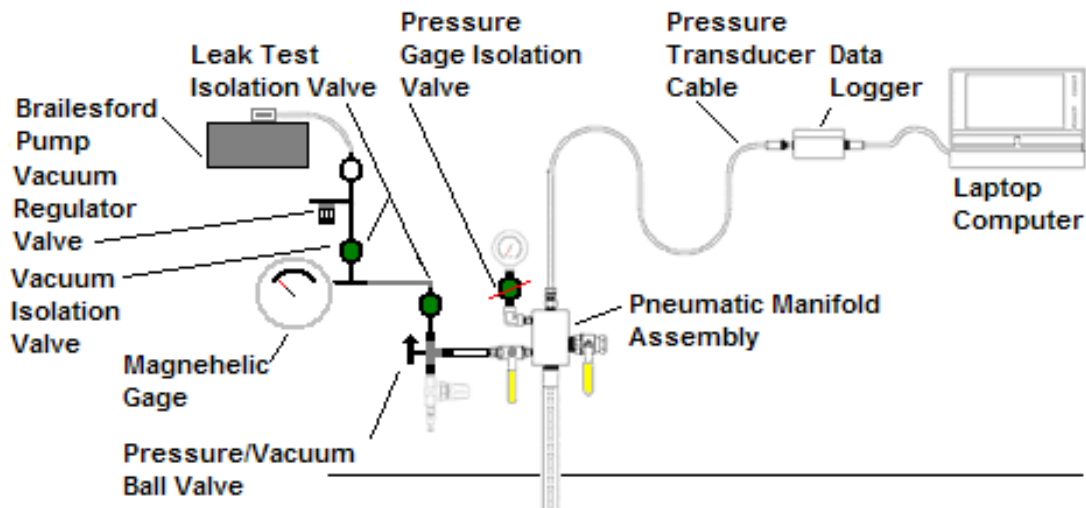 Leak Test
Isolation Valve
Pressure
Gage Isolation
Valve
Pressure
Transducer
Cable
Data
Logger
Brailesford
Pump
Vacuum
Regulator
Valve
Vacuum
Isolation
Valve
Magnehelic
Gage
Pressure/Vacuum
Ball Valve
Pneumatic Manifold
Assembly
Laptop
Computer